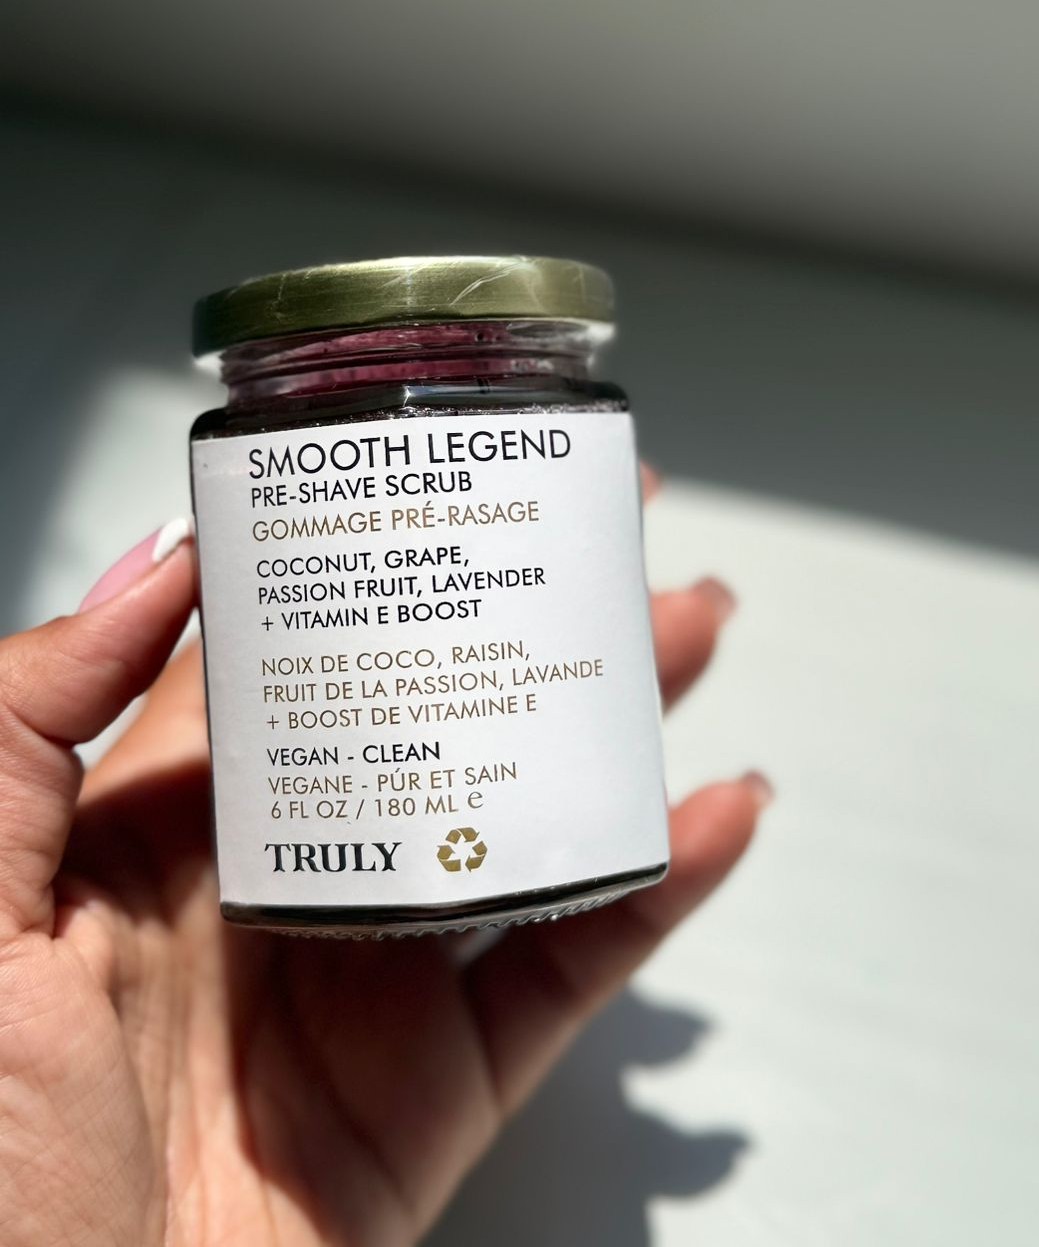 SMOOTH LEGEND
PRE-SHAVE SCRUB
GOMMAGE PRÉ-RASAGE
COCONUT, GRAPE,
PASSION FRUIT, LAVENDER
+ VITAMIN E BOOST
NOIX DE COCO, RAISIN,
FRUIT DE LA PASSION, LAVANDE
+ BOOST DE VITAMINE E
VEGAN - CLEAN
VEGANE - PÚR ET SAIN
6 FL OZ / 180 ML ℮
TRULY